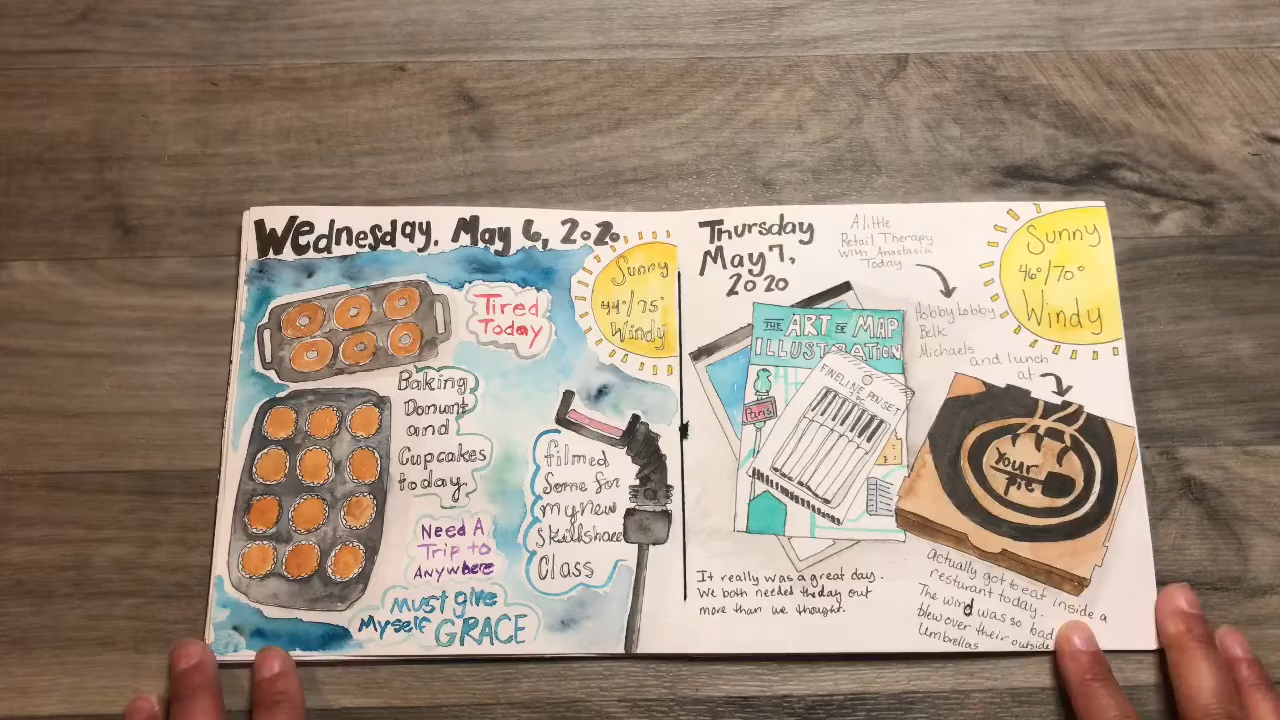 Wednesday, May 6, 2020
Sunny
44°/75°
Windy
Tired
Today
Baking
Donunt
and
Cupcakes
today.
filmed
Some for
my new
Skillshare
Class
Need A
Trip to
Anywhere
Must give
Myself GRACE
Thursday
May 7,
2020
A little
Retail Therapy
With Anastasia
Today
Hobby Lobby
Belk
Michaels
and lunch
at
Sunny
46°/70°
Windy
THE ART OF MAP
ILLUSTRATION
Paris
FINELINE PEN SET
Your
pie
It really was a great day.
We both needed the day out
more than we thought.
actually got to eat inside a
resturant today.
The wind was so bad
blew over their outside
Umbrellas